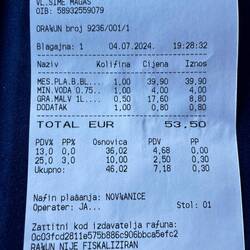 VL.SIME MAGAS
OIB: 58932559079
ORAWUN broj 9236/001/1
Blagajna: 1 04.07.2024. 19:28:32
Naziv Količina Cijena Iznos
MES.PLA.B.BL. 1,00 39,90 39,90
MIN.VODA 0.75 1,00 4,00 4,00
GRA.MALV 1L.. 0,50 17,60 8,80
DODATAK 1,00 0,80 0,80
TOTAL EUR 53,50
PDV% PP% Osnovica PDV PP
13,0 0,0 36,02 4,68 0,00
25,0 3,0 10,00 2,50 0,30
Ukupno: 46,02 7,18 0,30
Način plaćanja: NOVWANICE
Operater: JA... Stol: 01
Zaštitni kod izdavatelja računa:
0c03fcd2811e575b886c906bbca5efc2
RAWUN NIJE FISKALIZIRAN